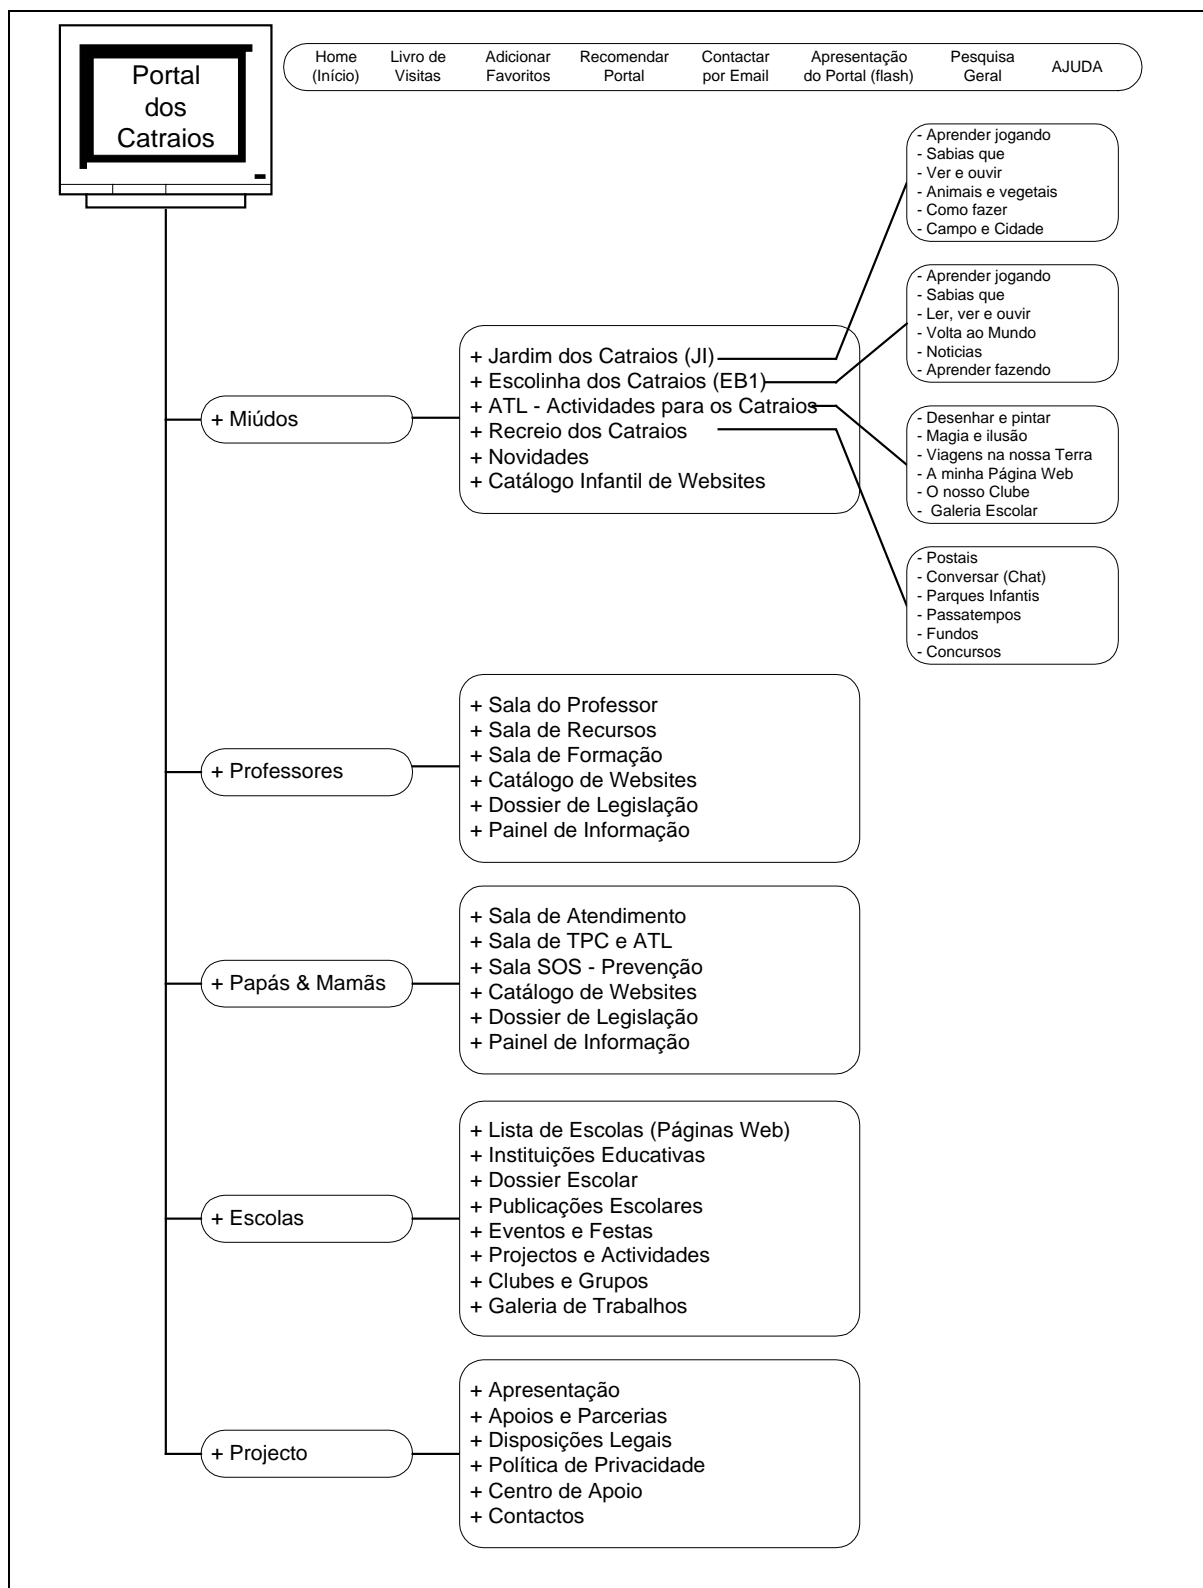 Portal
dos
Catraios
Home
(Início)
Livro de
Visitas
Adicionar
Favoritos
Recomendar
Portal
Contactar
por Email
Apresentação
do Portal (flash)
Pesquisa
Geral
AJUDA
+ Miúdos
+ Jardim dos Catraios (JI)
+ Escolinha dos Catraios (EB1)
+ ATL - Actividades para os Catraios
+ Recreio dos Catraios
+ Novidades
+ Catálogo Infantil de Websites
- Aprender jogando
- Sabias que
- Ver e ouvir
- Animais e vegetais
- Como fazer
- Campo e Cidade
- Aprender jogando
- Sabias que
- Ler, ver e ouvir
- Volta ao Mundo
- Noticias
- Aprender fazendo
- Desenhar e pintar
- Magia e ilusão
- Viagens na nossa Terra
- A minha Página Web
- O nosso Clube
- Galeria Escolar
- Postais
- Conversar (Chat)
- Parques Infantis
- Passatempos
- Fundos
- Concursos
+ Professores
+ Sala do Professor
+ Sala de Recursos
+ Sala de Formação
+ Catálogo de Websites
+ Dossier de Legislação
+ Painel de Informação
+ Papás & Mamãs
+ Sala de Atendimento
+ Sala de TPC e ATL
+ Sala SOS - Prevenção
+ Catálogo de Websites
+ Dossier de Legislação
+ Painel de Informação
+ Escolas
+ Lista de Escolas (Páginas Web)
+ Instituições Educativas
+ Dossier Escolar
+ Publicações Escolares
+ Eventos e Festas
+ Projectos e Actividades
+ Clubes e Grupos
+ Galeria de Trabalhos
+ Projecto
+ Apresentação
+ Apoios e Parcerias
+ Disposições Legais
+ Política de Privacidade
+ Centro de Apoio
+ Contactos